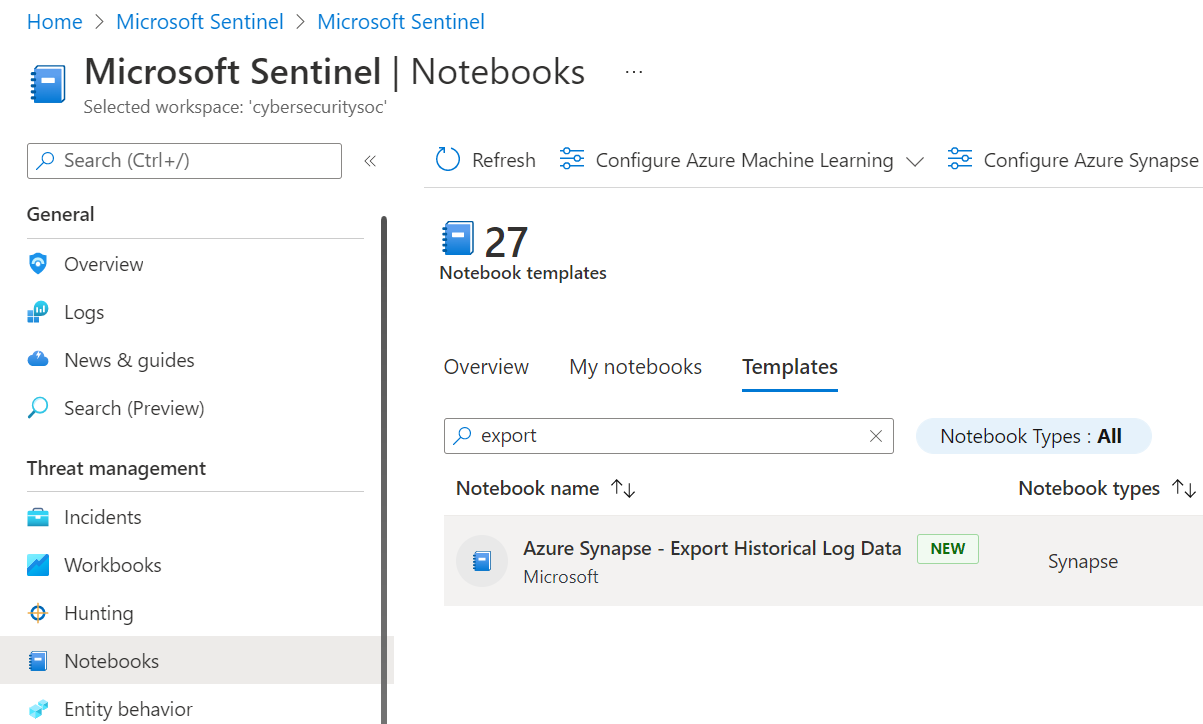 Home > Microsoft Sentinel > Microsoft Sentinel
Microsoft Sentinel | Notebooks ...
Selected workspace: 'cybersecuritysoc'
Search (Ctrl+/) «
General
Overview
Logs
News & guides
Search (Preview)
Threat management
Incidents
Workbooks
Hunting
Notebooks
Entity behavior
Refresh Configure Azure Machine Learning Configure Azure Synapse
27
Notebook templates
Overview My notebooks Templates
export Notebook Types : All
Notebook name ↑↓ Notebook types ↑↓
Azure Synapse - Export Historical Log Data NEW
Microsoft
Synapse